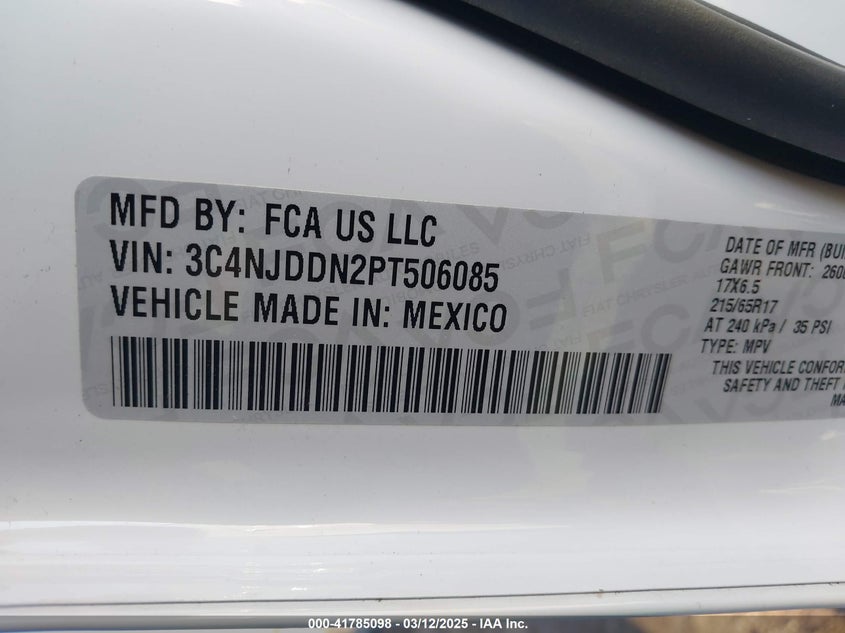 MFD BY: FCA US LLC
VIN: 3C4NJDDN2PT506085
VEHICLE MADE IN: MEXICO
DATE OF MFR
GAWR FRONT:
17X6.5
215/65R17
AT 240 kPa / 35 PSI
TYPE: MPV
THIS VEHICLE
SAFETY AND THEFT
FIAT CHRYSLER
000-41785098 - 03/12/2025 - IAA Inc.